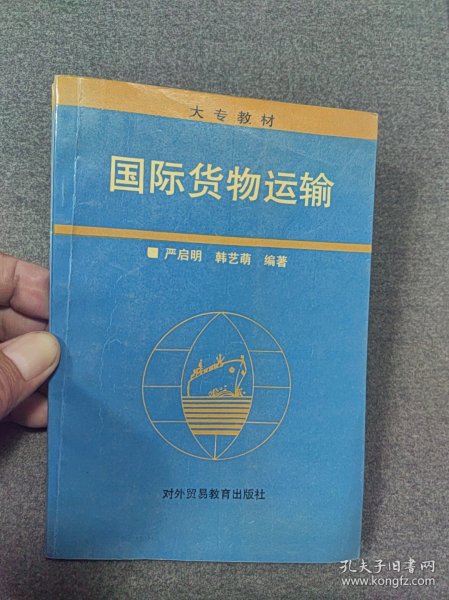 大专教材
国际货物运输
严启明 韩艺萌 编著
对外贸易教育出版社
孔夫子旧书网
www.kongfz.com